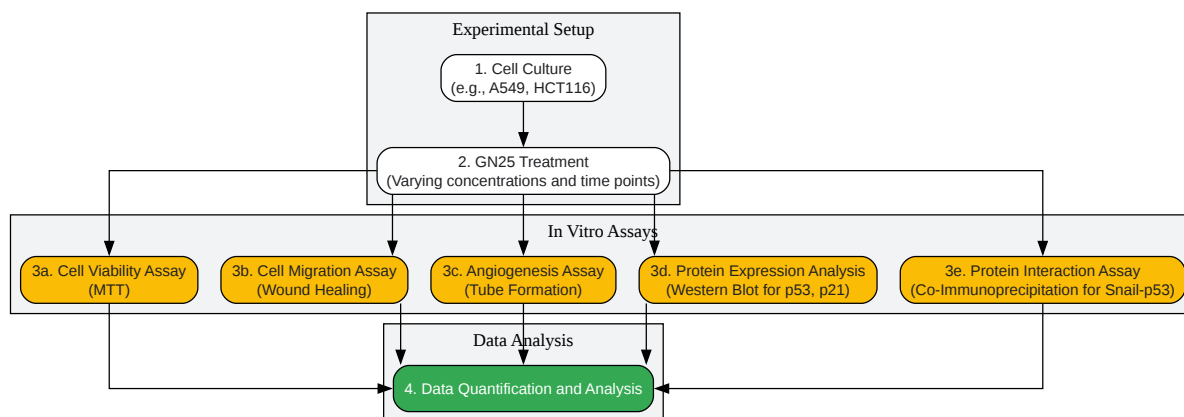 Experimental Setup
1. Cell Culture
(e.g., A549, HCT116)
2. GN25 Treatment
(Varying concentrations and time points)
In Vitro Assays
3a. Cell Viability Assay
(MTT)
3b. Cell Migration Assay
(Wound Healing)
3c. Angiogenesis Assay
(Tube Formation)
3d. Protein Expression Analysis
(Western Blot for p53, p21)
3e. Protein Interaction Assay
(Co-Immunoprecipitation for Snail-p53)
Data Analysis
4. Data Quantification and Analysis